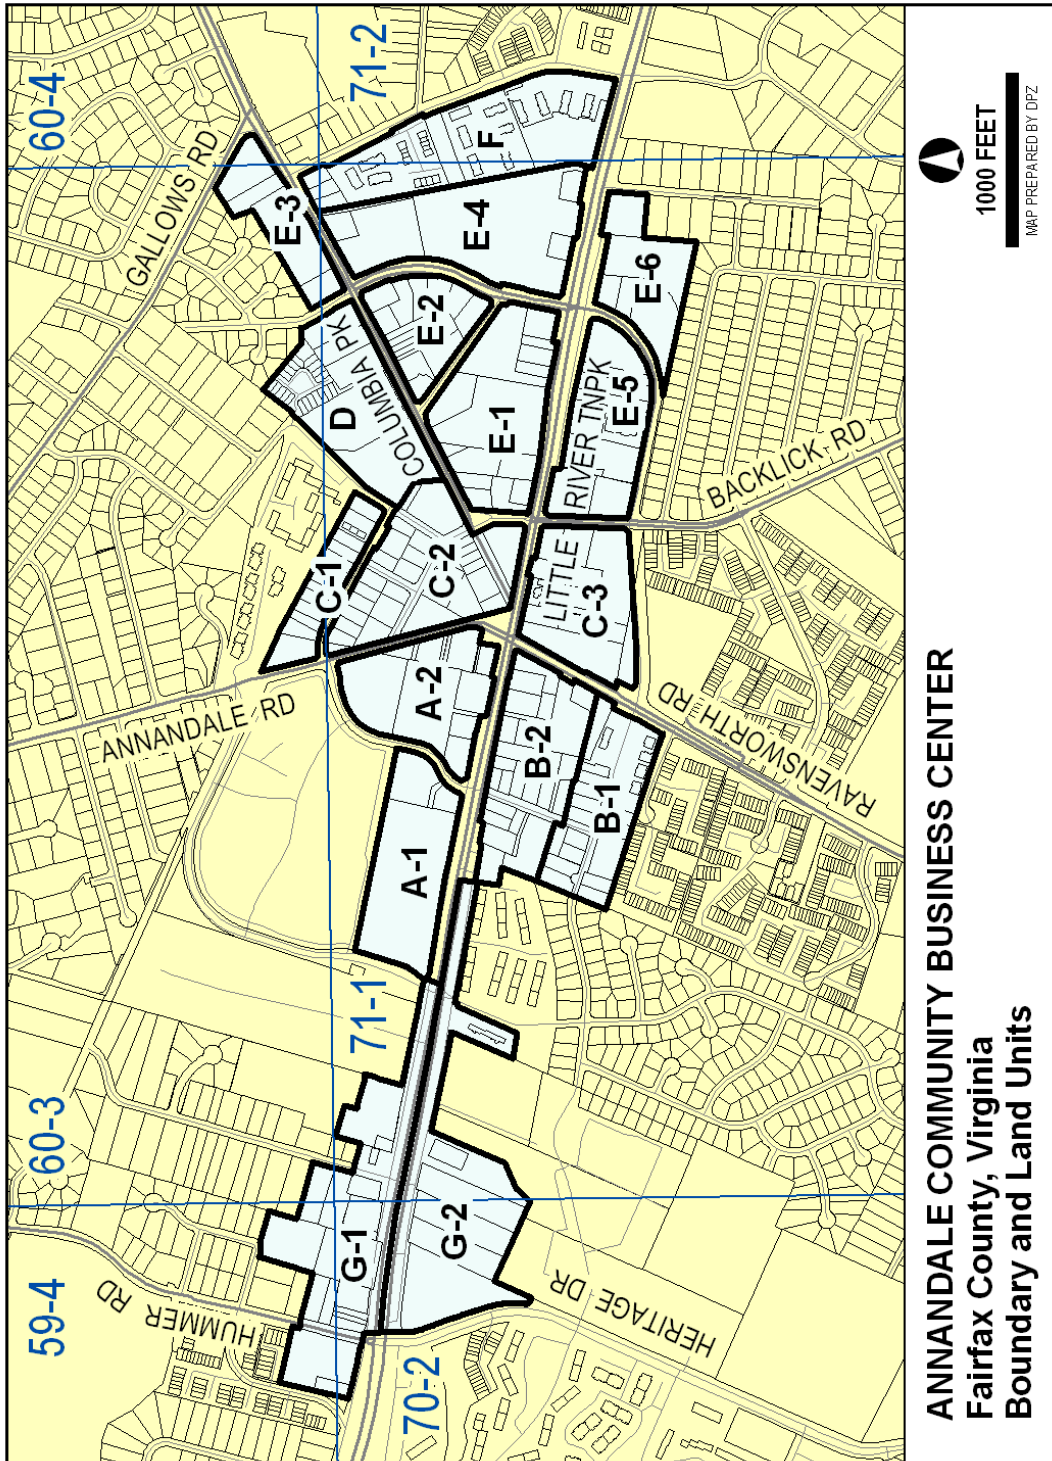 59-4
60-3
60-4
HUMMER RD
GALLOWS RD
ANNANDALE RD
70-2
71-1
71-2
G-1
G-2
A-1
A-2
B-1
B-2
C-1
C-2
C-3
D
COLUMBIA PK
E-1
E-2
E-3
E-4
E-5
E-6
F
LITTLE RIVER TNPK
HERITAGE DR
RAVENSWORTH RD
BACKLICK RD
ANNANDALE COMMUNITY BUSINESS CENTER
Fairfax County, Virginia
Boundary and Land Units
1000 FEET
MAP PREPARED BY DPZ